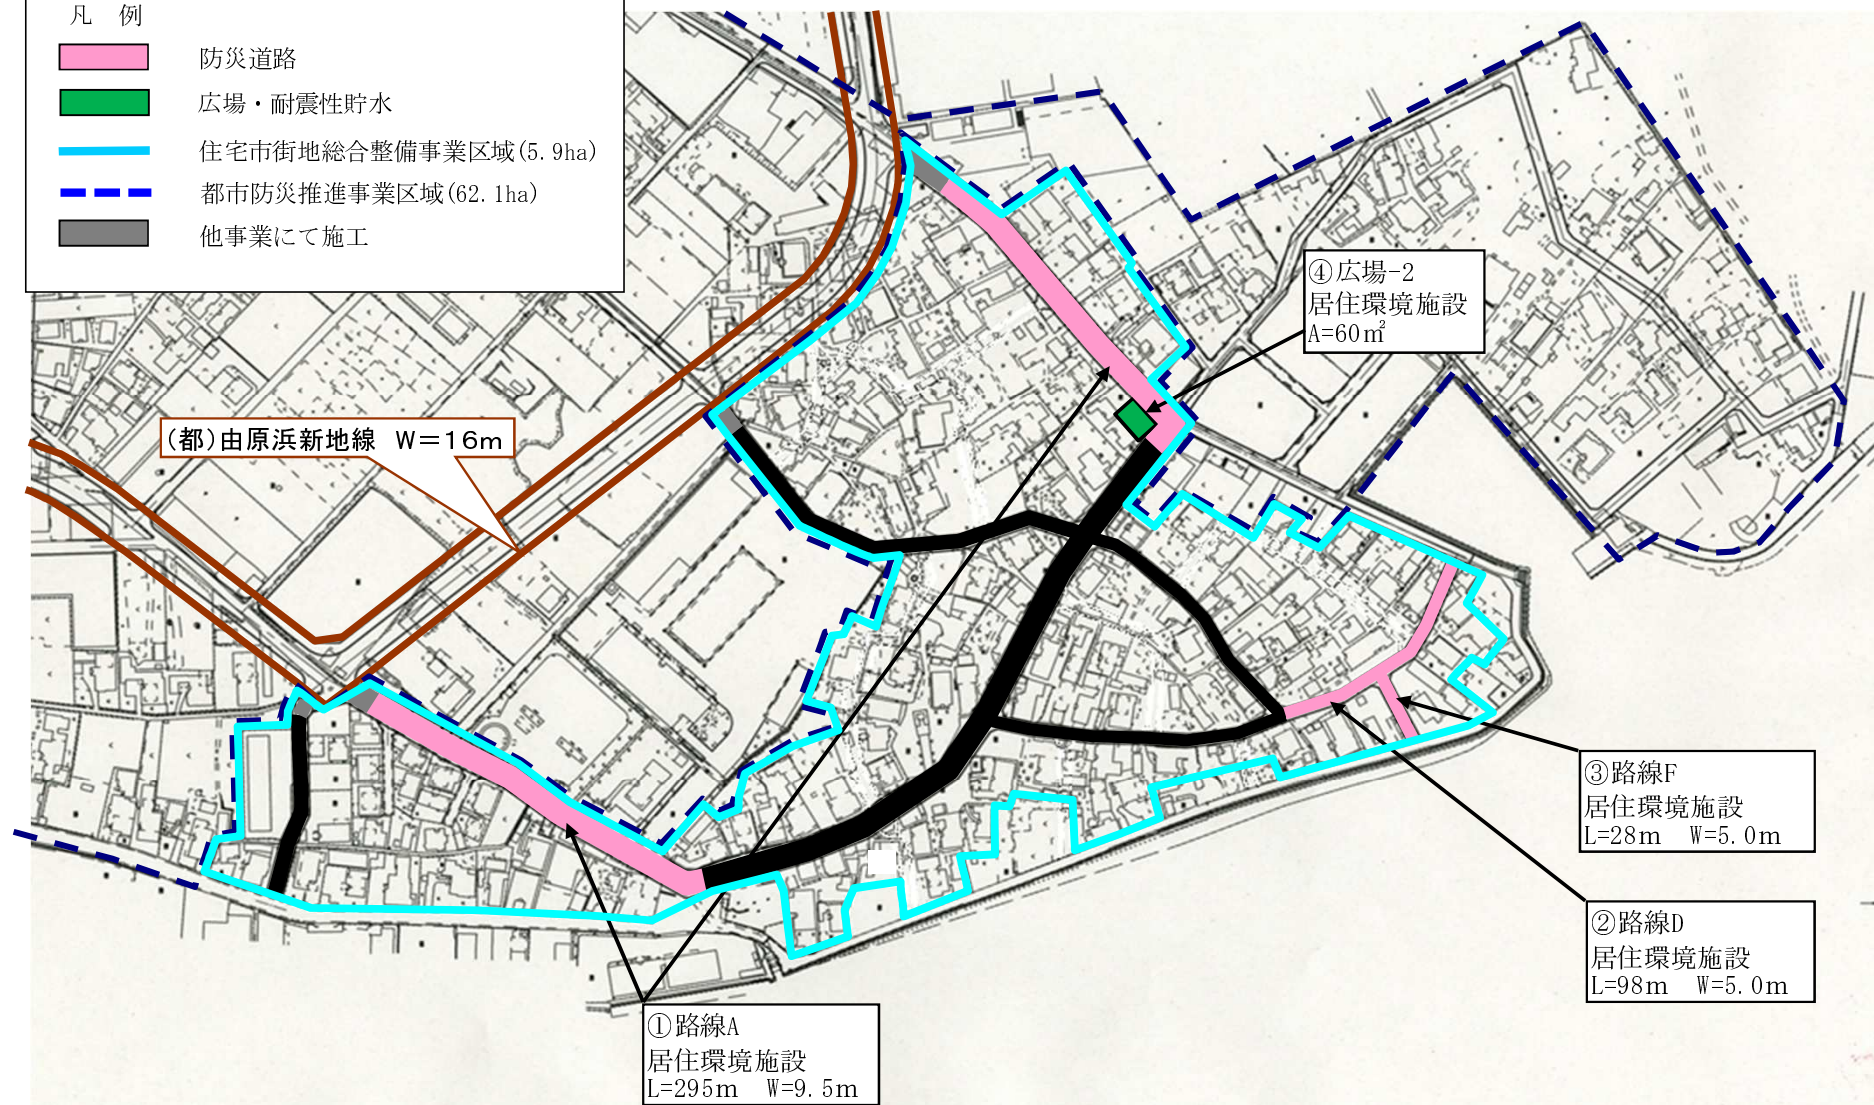 凡　例
防災道路
広場・耐震性貯水
住宅市街地総合整備事業区域(5.9ha)
都市防災推進事業区域(62.1ha)
他事業にて施工
④広場-2
居住環境施設
A=60㎡
(都)由原浜新地線　W＝16m
③路線F
居住環境施設
L=28m　W=5.0m
②路線D
居住環境施設
L=98m　W=5.0m
①路線A
居住環境施設
L=295m　W=9.5m